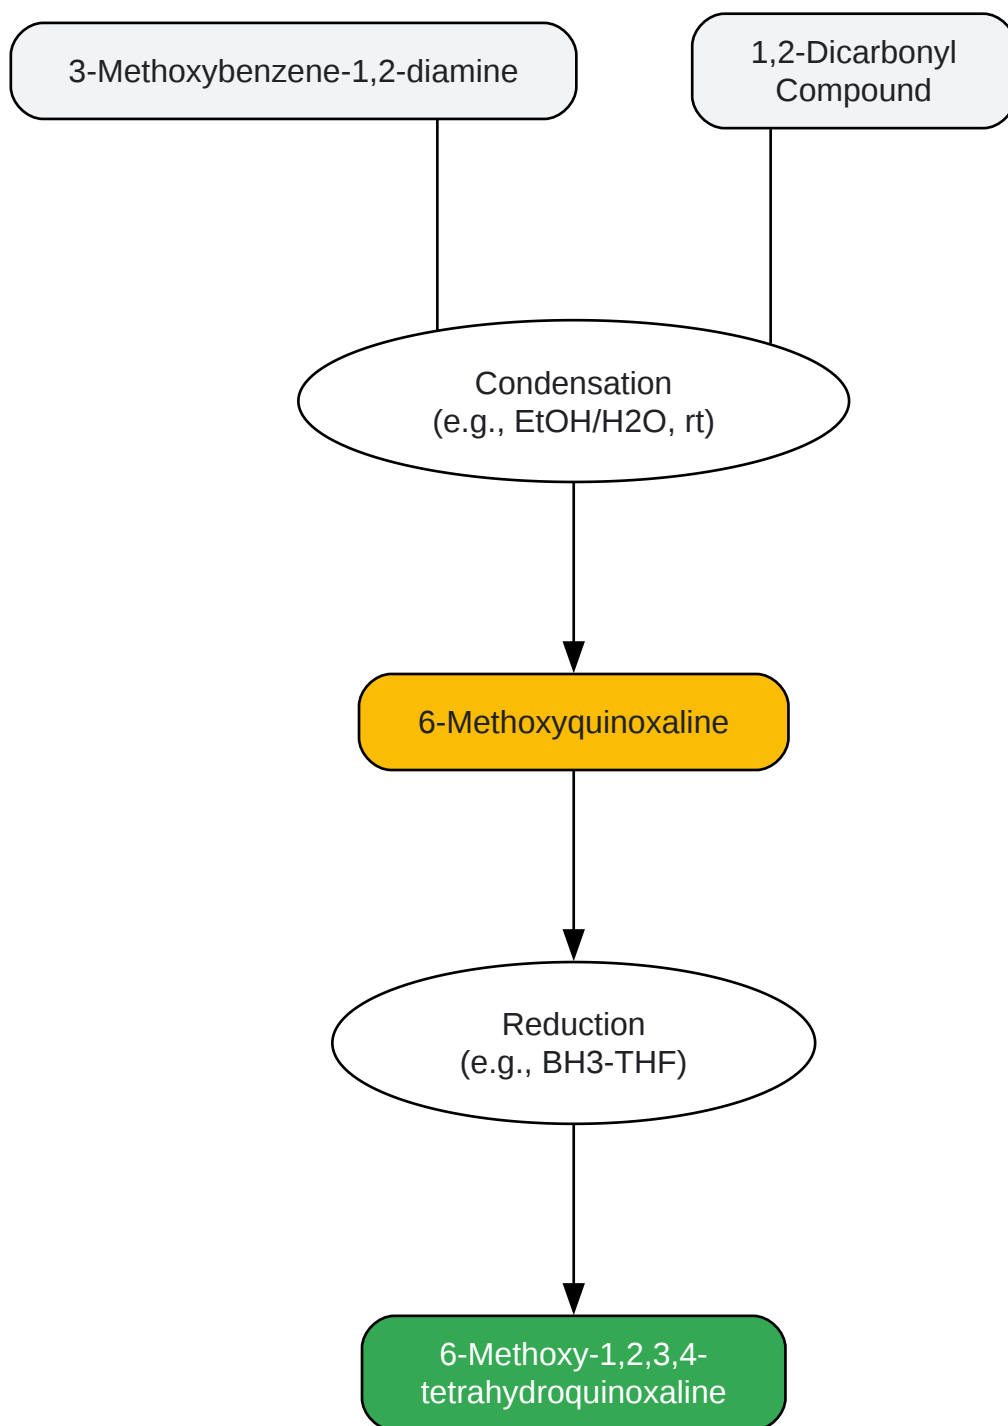 3-Methoxybenzene-1,2-diamine
1,2-Dicarbonyl
Compound
Condensation
(e.g., EtOH/H2O, rt)
6-Methoxyquinoxaline
Reduction
(e.g., BH3-THF)
6-Methoxy-1,2,3,4-
tetrahydroquinoxaline